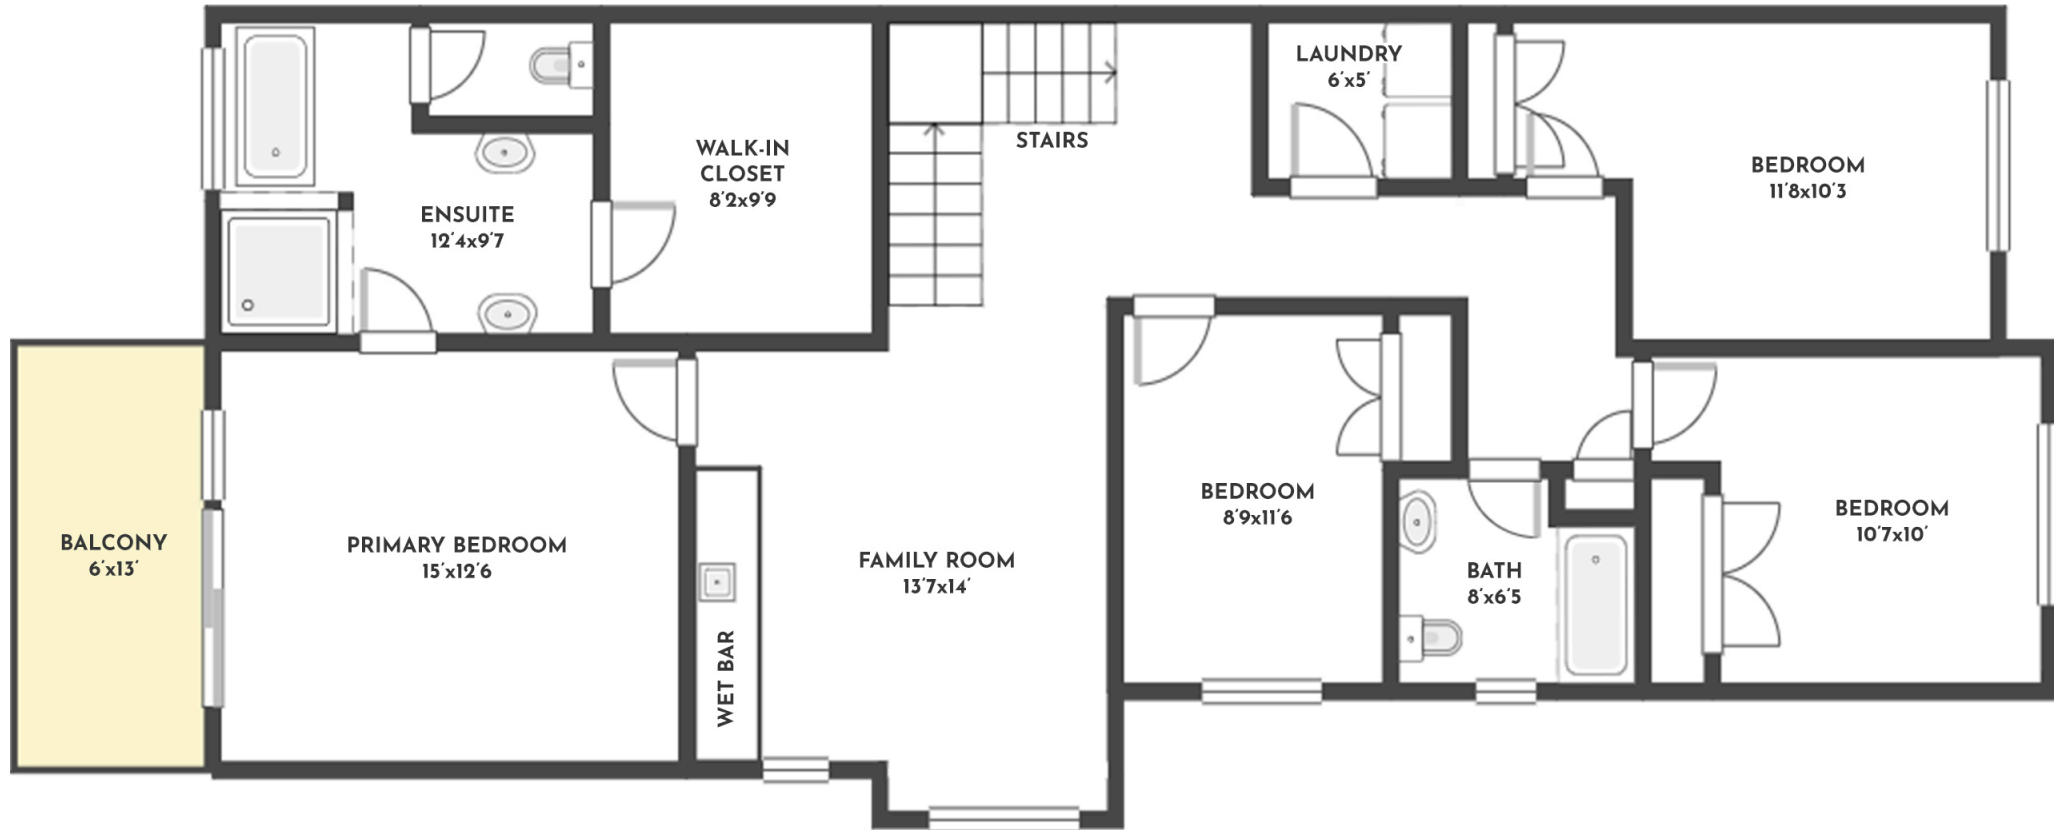 LAUNDRY
6'x5'
STAIRS
WALK-IN
CLOSET
8'2x9'9
BEDROOM
11'8x10'3
ENSUITE
12'4x9'7
BALCONY
6'x13'
PRIMARY BEDROOM
15'x12'6
WET BAR
FAMILY ROOM
13'7x14'
BEDROOM
8'9x11'6
BATH
8'x6'5
BEDROOM
10'7x10'